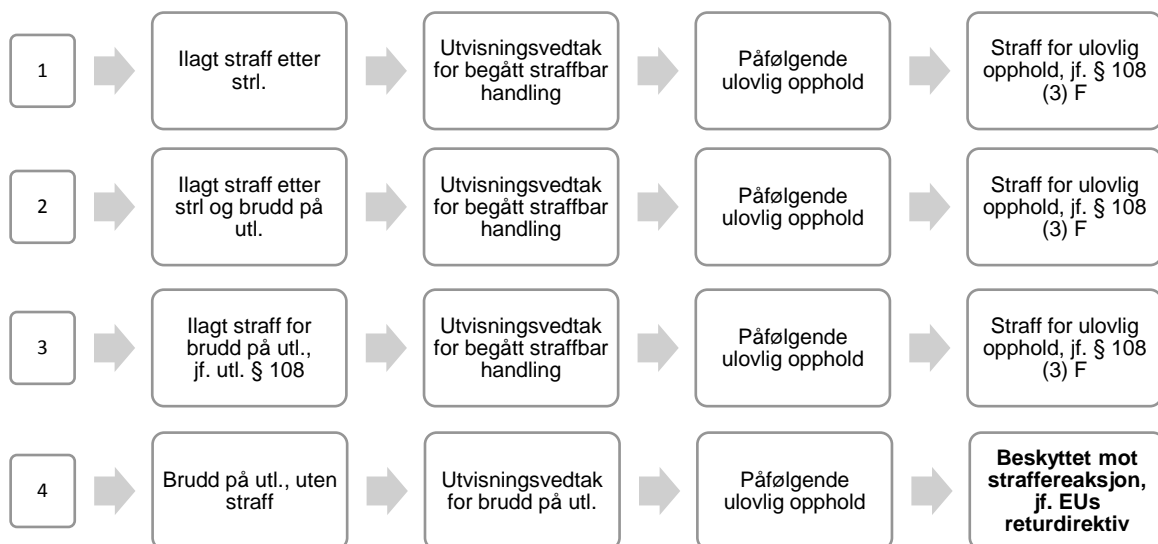 1
Ilagt straff etter
strl.
Utvisningsvedtak
for begått straffbar
handling
Påfølgende
ulovlig opphold
Straff for ulovlig
opphold, jf. § 108
(3) F
2
Ilagt straff etter
strl og brudd på
utl.
Utvisningsvedtak
for begått straffbar
handling
Påfølgende
ulovlig opphold
Straff for ulovlig
opphold, jf. § 108
(3) F
3
Ilagt straff for
brudd på utl.,
jf. utl. § 108
Utvisningsvedtak
for begått straffbar
handling
Påfølgende
ulovlig opphold
Straff for ulovlig
opphold, jf. § 108
(3) F
4
Brudd på utl., uten
straff
Utvisningsvedtak
for brudd på utl.
Påfølgende
ulovlig opphold
Beskyttet mot
straffereaksjon,
jf. EUs
returdirektiv